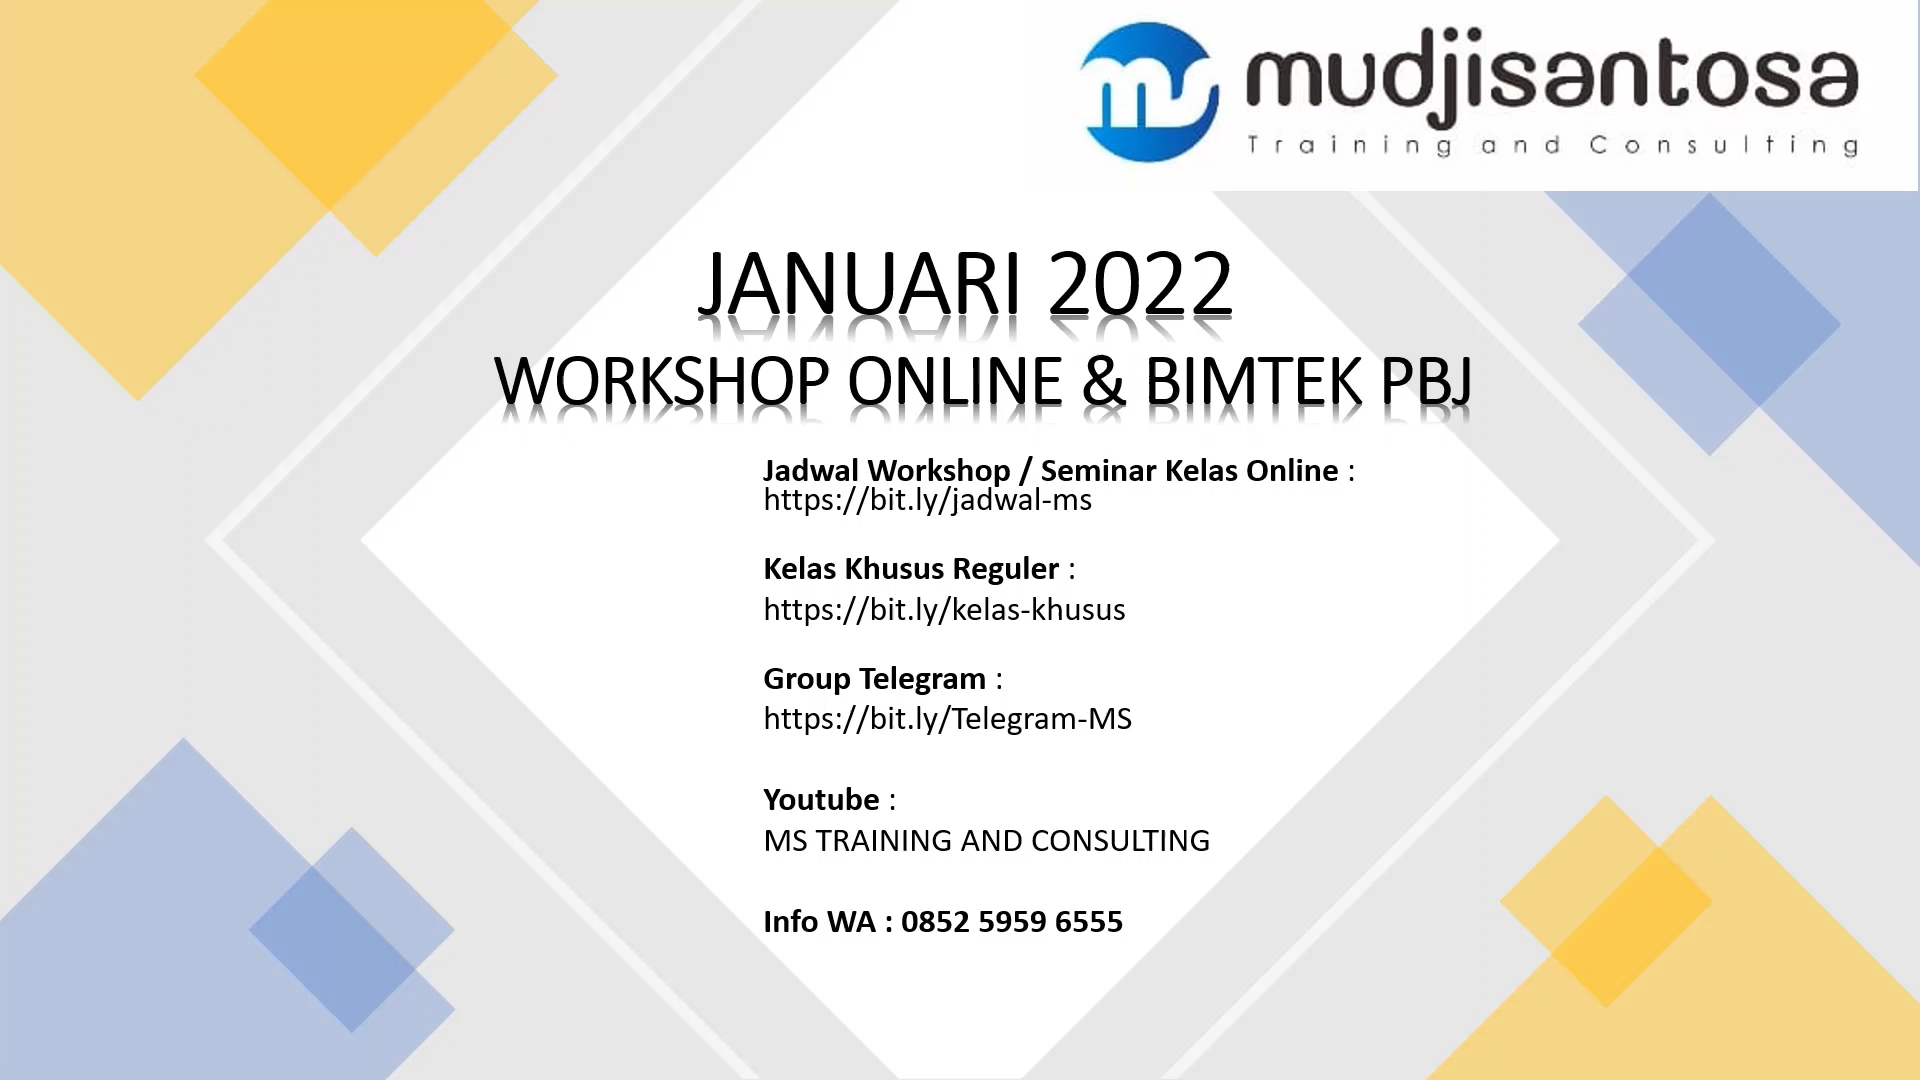 mudjisantosa
Training and Consulting
JANUARI 2022
WORKSHOP ONLINE & BIMTEK PBJ
Jadwal Workshop / Seminar Kelas Online :
https://bit.ly/jadwal-ms
Kelas Khusus Reguler :
https://bit.ly/kelas-khusus
Group Telegram :
https://bit.ly/Telegram-MS
Youtube :
MS TRAINING AND CONSULTING
Info WA : 0852 5959 6555